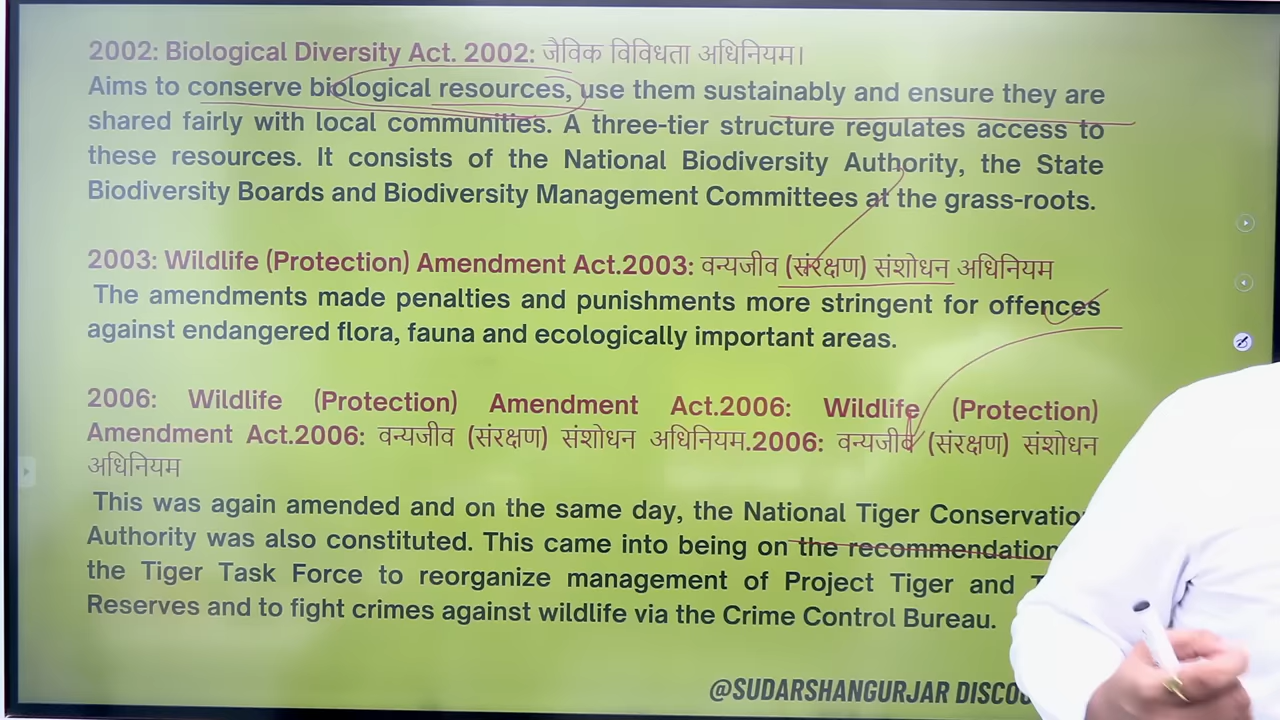 2002: Biological Diversity Act. 2002: जैविक विविधता अधिनियम।
Aims to conserve biological resources, use them sustainably and ensure they are
shared fairly with local communities. A three-tier structure regulates access to
these resources. It consists of the National Biodiversity Authority, the State
Biodiversity Boards and Biodiversity Management Committees at the grass-roots.
2003: Wildlife (Protection) Amendment Act.2003: वन्यजीव (संरक्षण) संशोधन अधिनियम
The amendments made penalties and punishments more stringent for offences
against endangered flora, fauna and ecologically important areas.
2006: Wildlife (Protection) Amendment Act.2006: Wildlife (Protection)
Amendment Act.2006: वन्यजीव (संरक्षण) संशोधन अधिनियम.2006: वन्यजीव (संरक्षण) संशोधन
अधिनियम
This was again amended and on the same day, the National Tiger
Authority was also constituted. This came into being on the
the Tiger Task Force to reorganize management of Project Tiger and
Reserves and to fight crimes against wildlife via the Crime Control Bureau.
@SUDARSHANGURJAR